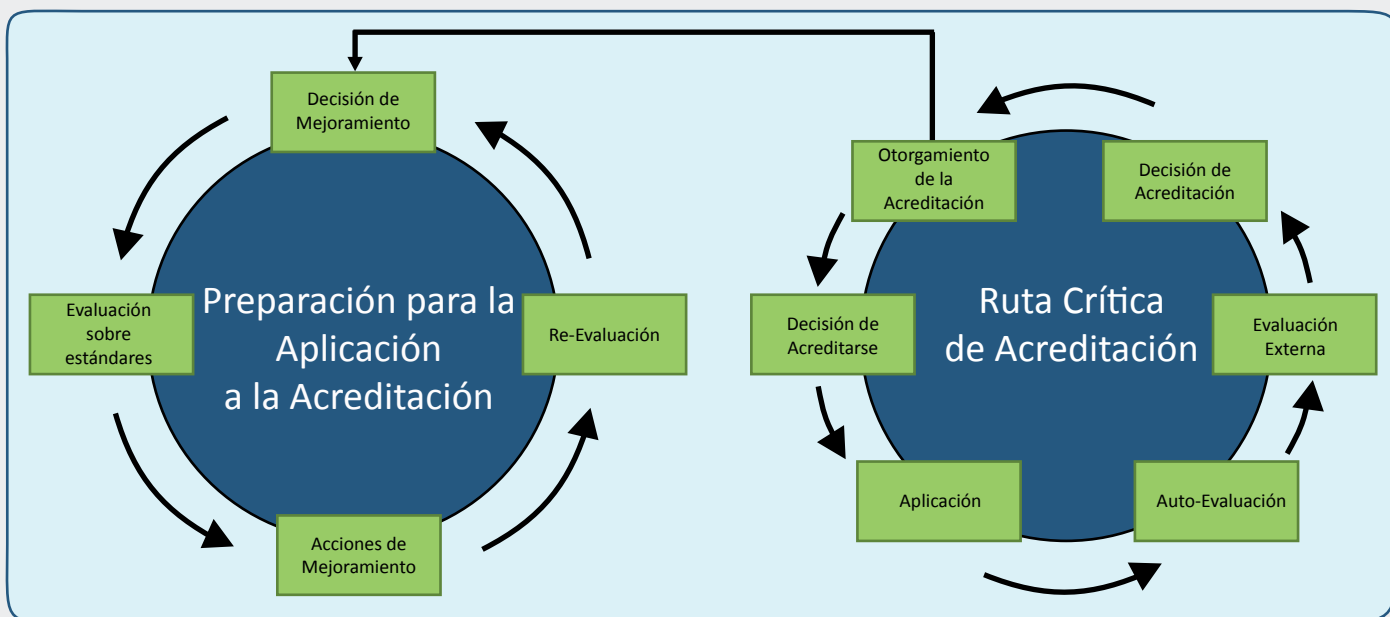 Decisión de
Mejoramiento
Evaluación
sobre
estándares
Preparación para la
Aplicación
a la Acreditación
Re-Evaluación
Acciones de
Mejoramiento
Otorgamiento
de la
Acreditación
Decisión de
Acreditación
Decisión de
Acreditarse
Ruta Crítica
de Acreditación
Evaluación
Externa
Aplicación
Auto-Evaluación